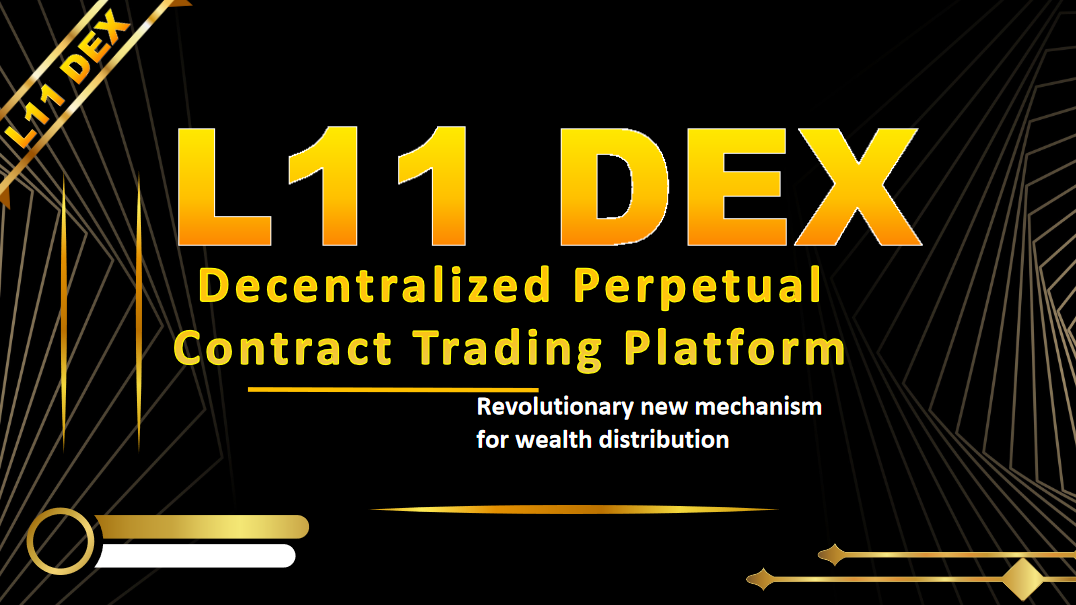 L11 DEX
L11 DEX
Decentralized Perpetual
Contract Trading Platform
Revolutionary new mechanism
for wealth distribution